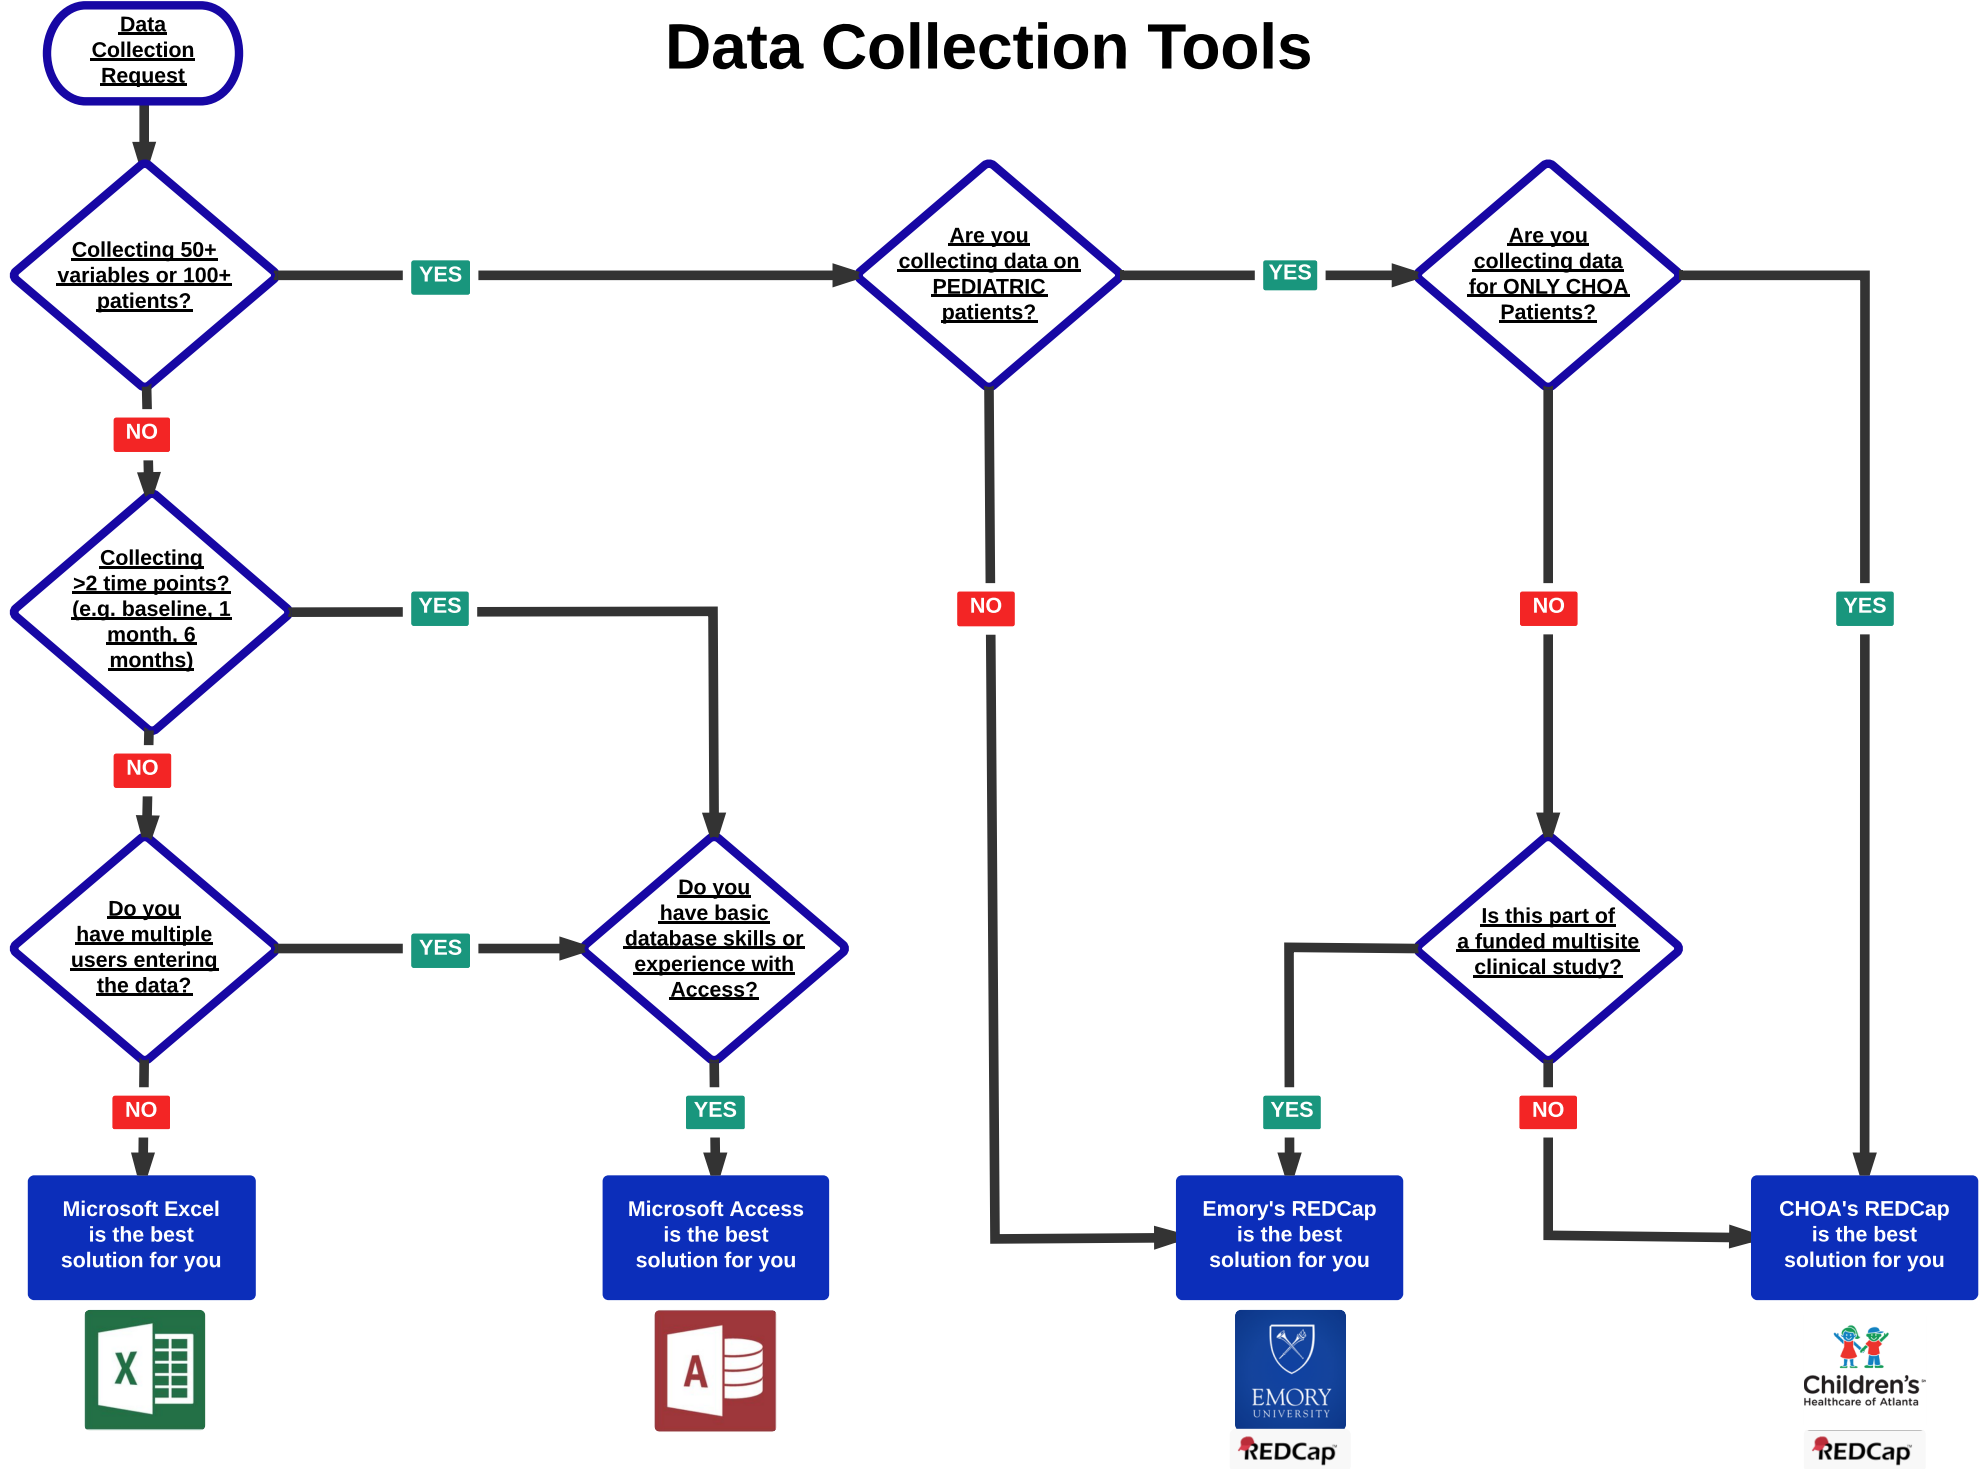 Data
Collection
Request
Data Collection Tools
Collecting 50+
variables or 100+
patients?
YES
Are you
collecting data on
PEDIATRIC
patients?
YES
Are you
collecting data
for ONLY CHOA
Patients?
NO
Collecting
>2 time points?
(e.g. baseline, 1
month, 6
months)
YES
NO
NO
YES
NO
Do you
have multiple
users entering
the data?
YES
Do you
have basic
database skills or
experience with
Access?
Is this part of
a funded multisite
clinical study?
NO
YES
YES
NO
Microsoft Excel
is the best
solution for you
Microsoft Access
is the best
solution for you
Emory's REDCap
is the best
solution for you
CHOA's REDCap
is the best
solution for you
X
A
EMORY
UNIVERSITY
REDCap
Children's
Healthcare of Atlanta
REDCap